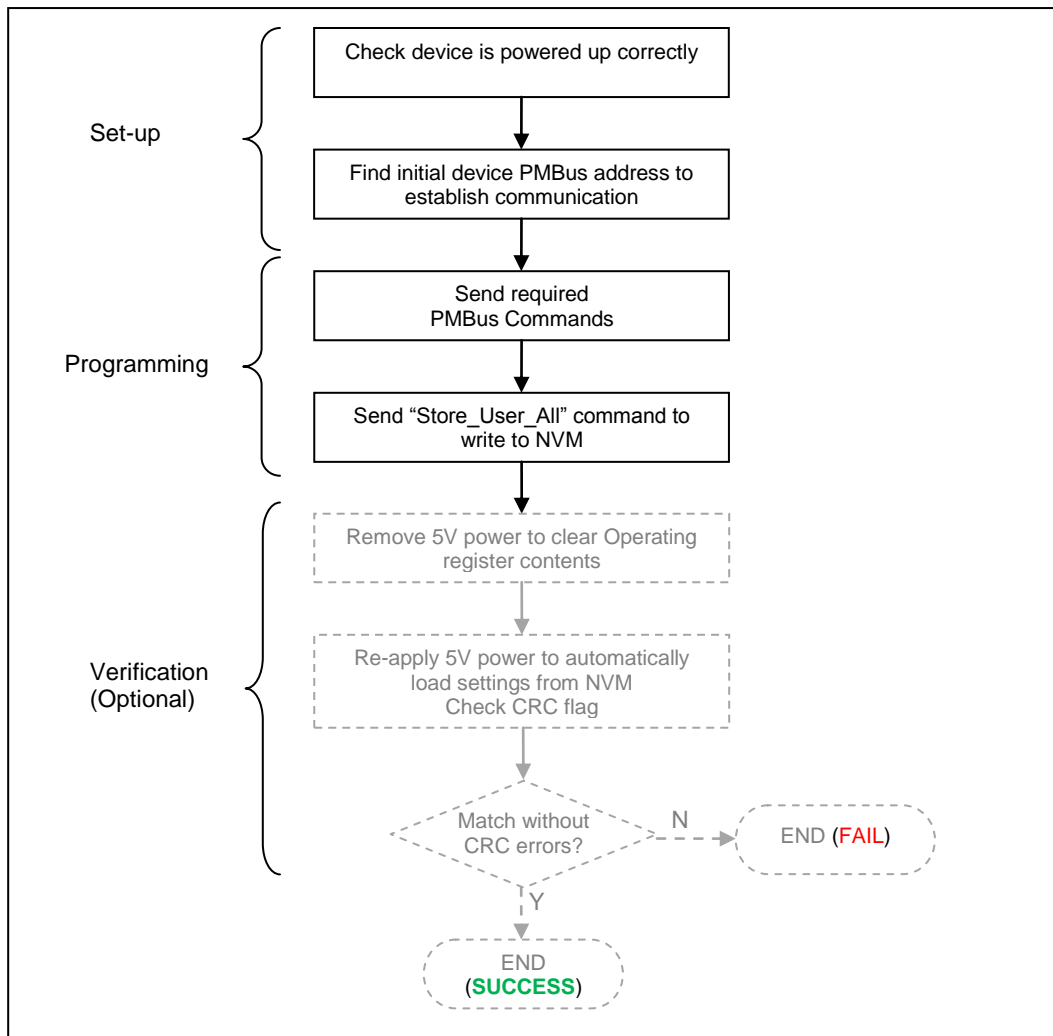 Check device is powered up correctly
Set-up
Find initial device PMBus address to
establish communication
Send required
PMBus Commands
Programming
Send “Store_User_All” command to
write to NVM
Remove 5V power to clear Operating
register contents
Re-apply 5V power to automatically
load settings from NVM
Check CRC flag
Verification
(Optional)
Match without
CRC errors?
N
END (FAIL)
Y
END
(SUCCESS)